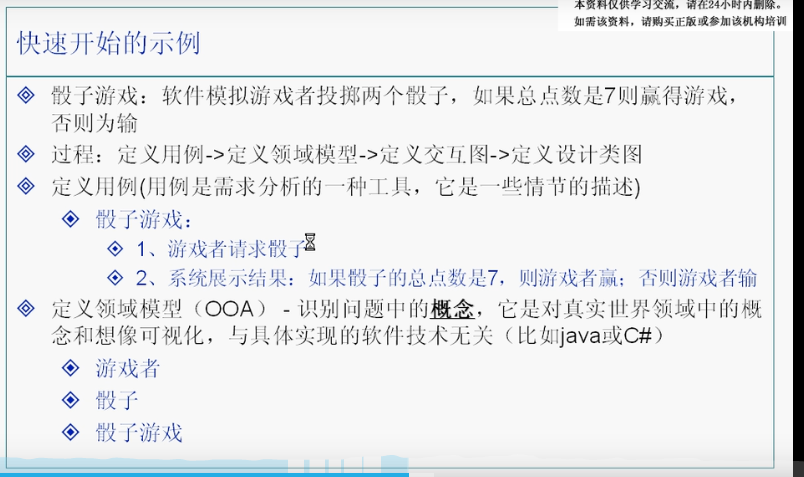 本资料仅供学习交流，请在24小时内删除。
如需该资料，请购买正版或参加该机构培训
快速开始的示例
骰子游戏：软件模拟游戏者投掷两个骰子，如果总点数是7则赢得游戏，
否则为输
过程：定义用例->定义领域模型->定义交互图->定义设计类图
定义用例(用例是需求分析的一种工具，它是一些情节的描述)
骰子游戏：
1、游戏者请求骰子
2、系统展示结果：如果骰子的总点数是7，则游戏者赢；否则游戏者输
定义领域模型（OOA）－识别问题中的概念，它是对真实世界领域中的概
念和想像可视化，与具体实现的软件技术无关（比如java或C#）
游戏者
骰子
骰子游戏